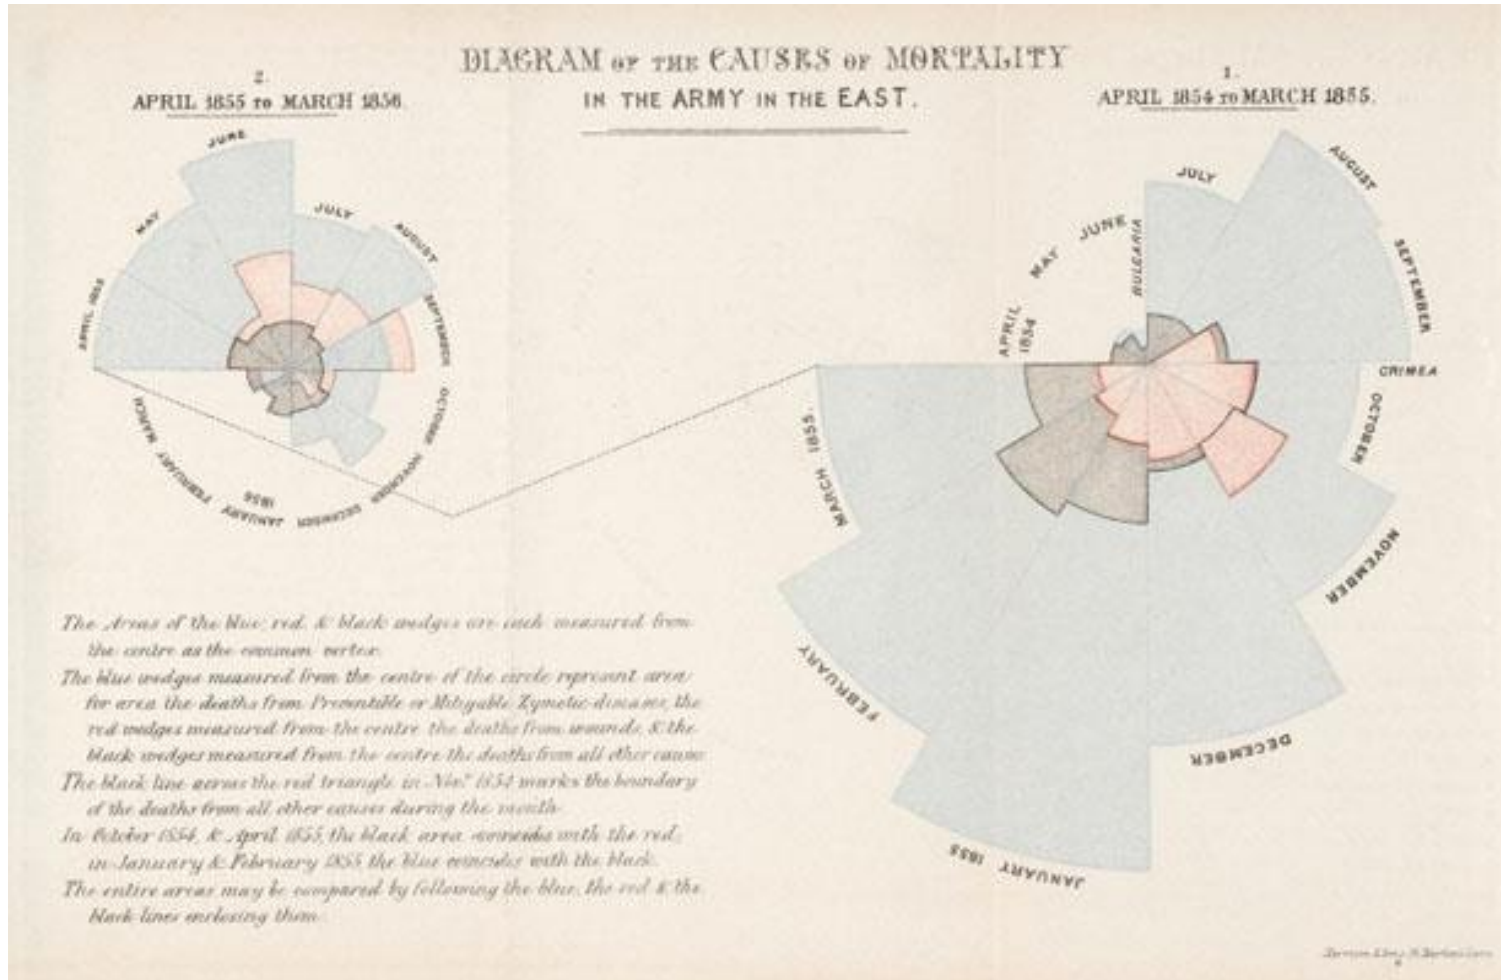 DIAGRAM OF THE CAUSES OF MORTALITY
IN THE ARMY IN THE EAST.
2.
APRIL 1855 TO MARCH 1856.
1.
APRIL 1854 TO MARCH 1855.
JUNE
JULY
AUGUST
SEPTEMBER
OCTOBER
NOVEMBER
DECEMBER
JANUARY
1856
FEBRUARY
MARCH
APRIL 1855
MAY
APRIL
1854
MAY
JUNE
BULGARIA
JULY
AUGUST
SEPTEMBER
CRIMEA
OCTOBER
NOVEMBER
DECEMBER
JANUARY 1855
FEBRUARY
MARCH 1855.
The Areas of the blue, red, & black wedges are each measured from
the centre as the common vertex.
The blue wedges measured from the centre of the circle represent area
for area the deaths from Preventible or Mitigable Zymotic diseases, the
red wedges measured from the centre the deaths from wounds, & the
black wedges measured from the centre the deaths from all other causes.
The black line across the red triangle in Novr. 1854 marks the boundary
of the deaths from all other causes during the month.
In October 1854, & April 1855, the black area coincides with the red,
in January & February 1855 the blue coincides with the black.
The entire areas may be compared by following the blue, the red & the
black lines enclosing them.